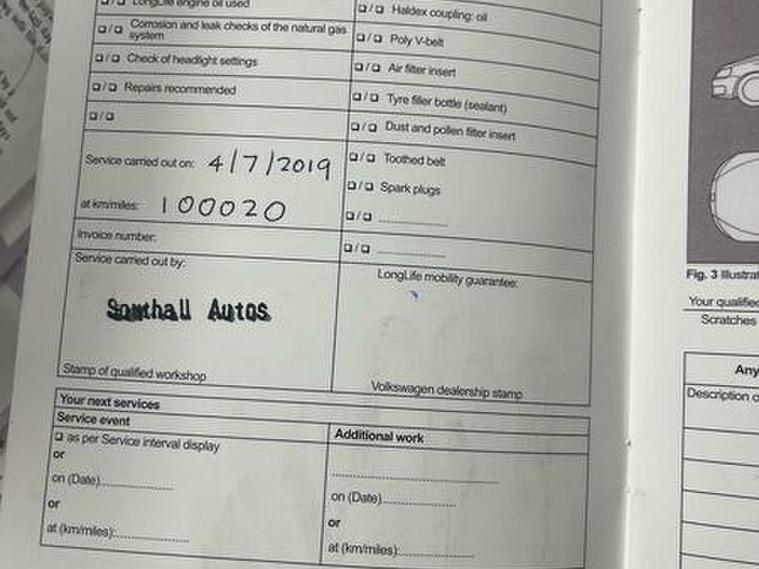 ☐/☐ LongLife engine oil used
☐/☐ Corrosion and leak checks of the natural gas
system
☐/☐ Check of headlight settings
☐/☐ Repairs recommended
☐/☐
☐/☐ Haldex coupling: oil
☐/☐ Poly V-belt
☐/☐ Air filter insert
☐/☐ Tyre filler bottle (sealant)
☐/☐ Dust and pollen filter insert
☐/☐ Toothed belt
☐/☐ Spark plugs
☐/☐ ....................
☐/☐ ....................
Service carried out on: 4/7/2019
at km/miles: 100020
Invoice number:
Service carried out by:
Southall Autos
Stamp of qualified workshop
LongLife mobility guarantee:
Volkswagen dealership stamp
Your next services
Service event
☐ as per Service interval display
or
on (Date)....................
or
at (km/miles):....................
Additional work
........................................
on (Date)....................
or
at (km/miles):....................
Fig. 3
Your
Scratches
Any
Description